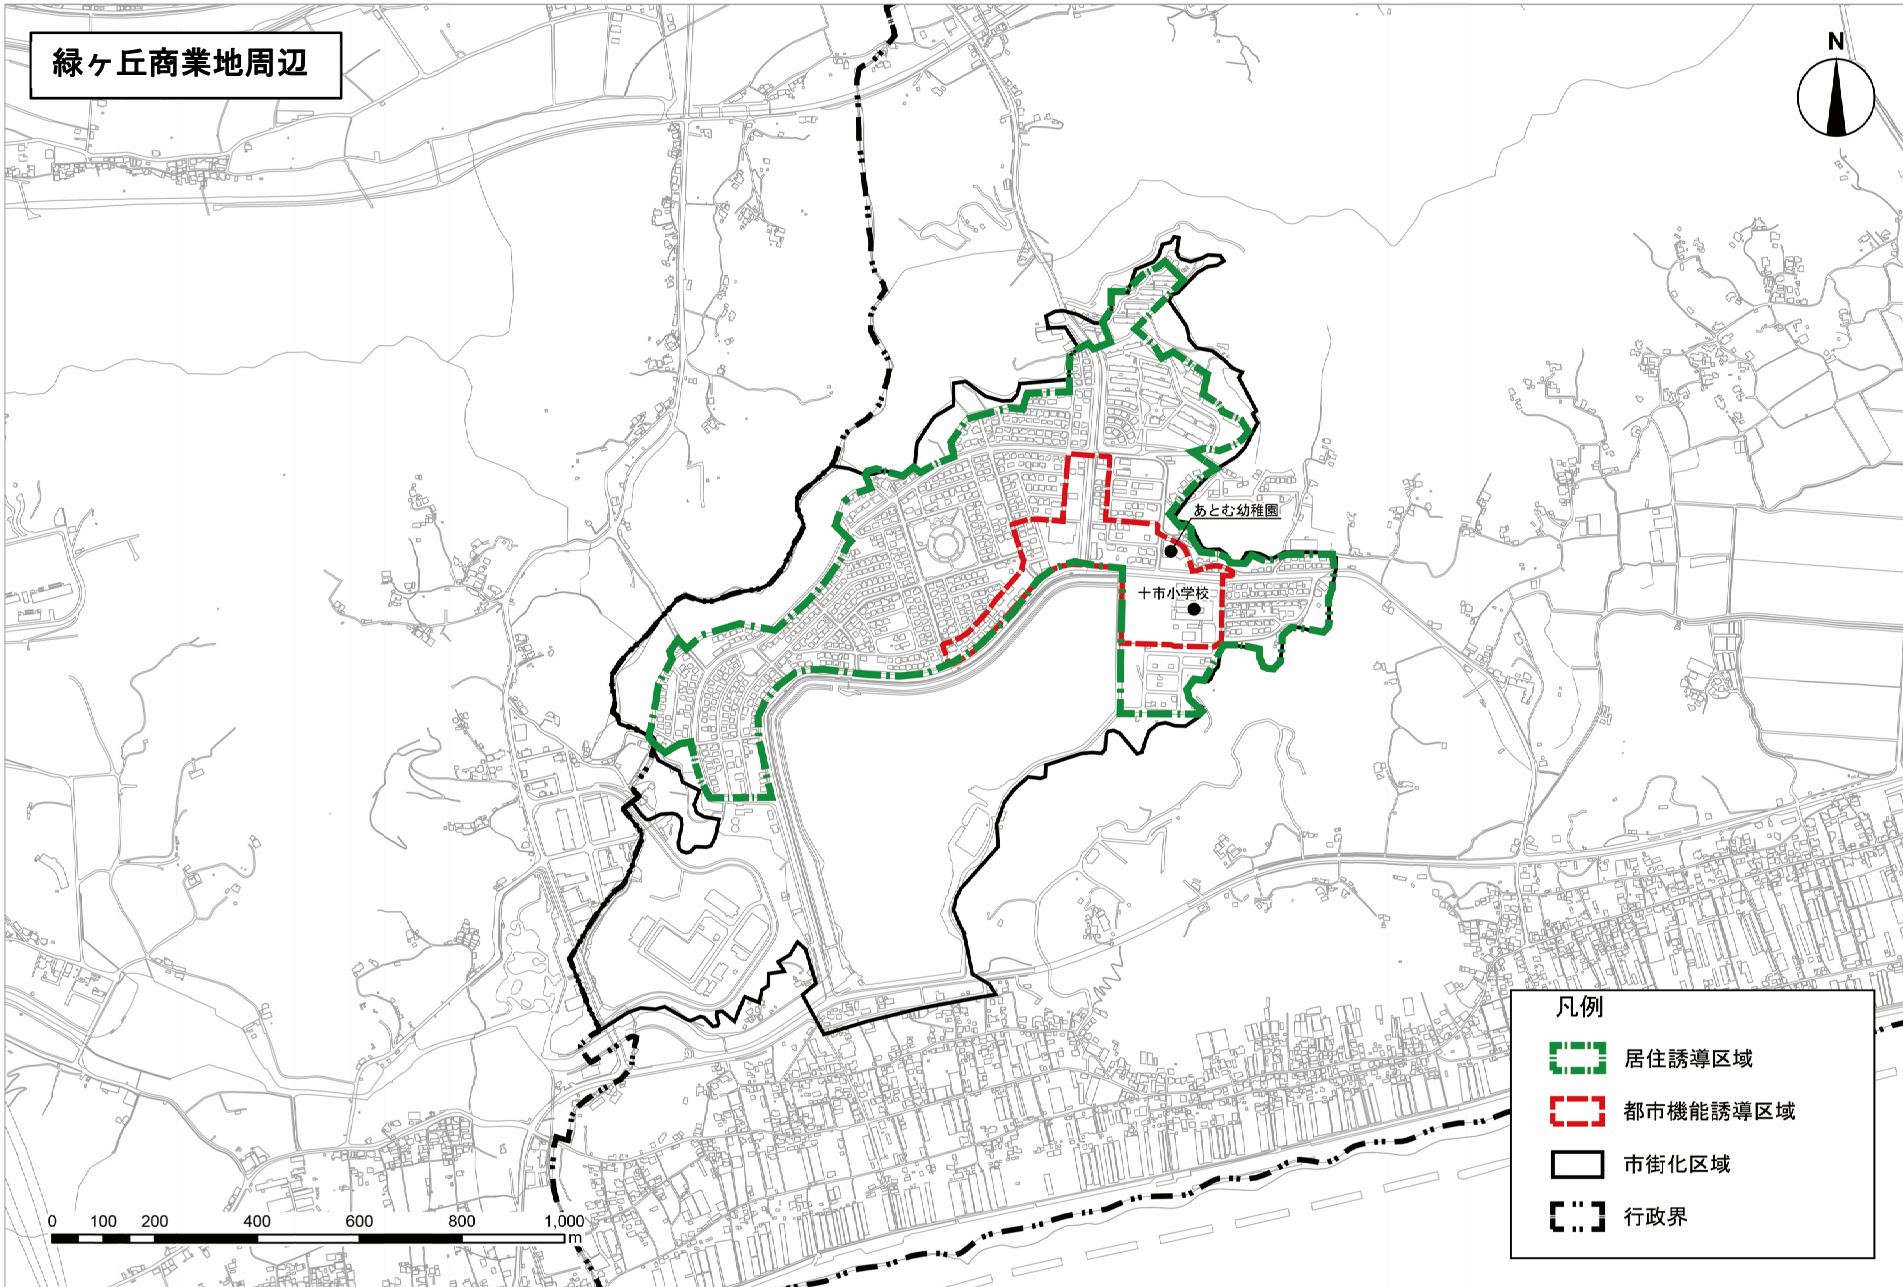 緑ヶ丘商業地周辺
N
あとむ幼稚園
十市小学校
凡例
居住誘導区域
都市機能誘導区域
市街化区域
行政界
0 100 200 400 600 800 1,000
m